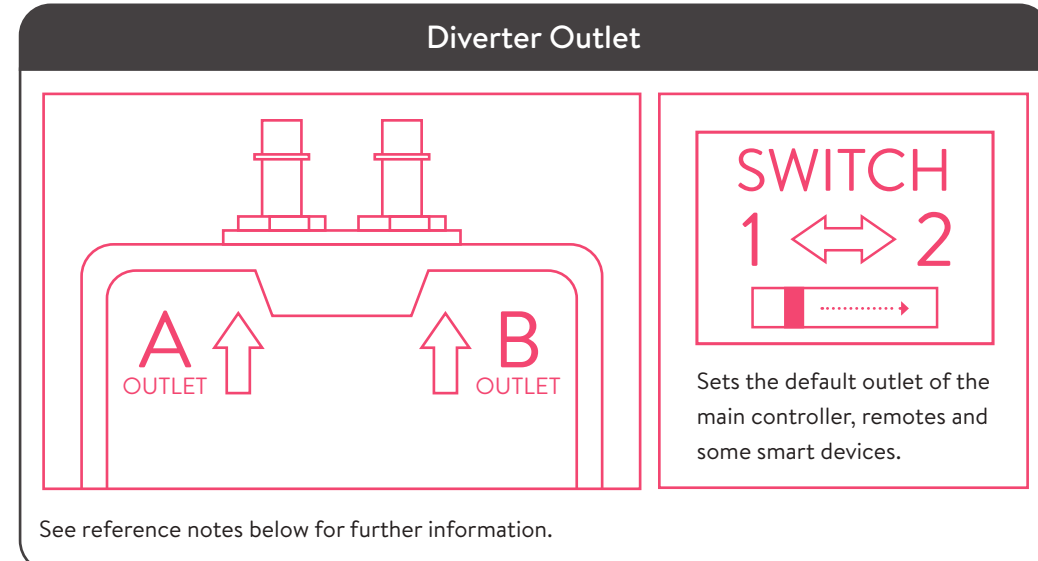 Diverter Outlet
A
OUTLET
B
OUTLET
SWITCH
1 2
Sets the default outlet of the
main controller, remotes and
some smart devices.
See reference notes below for further information.